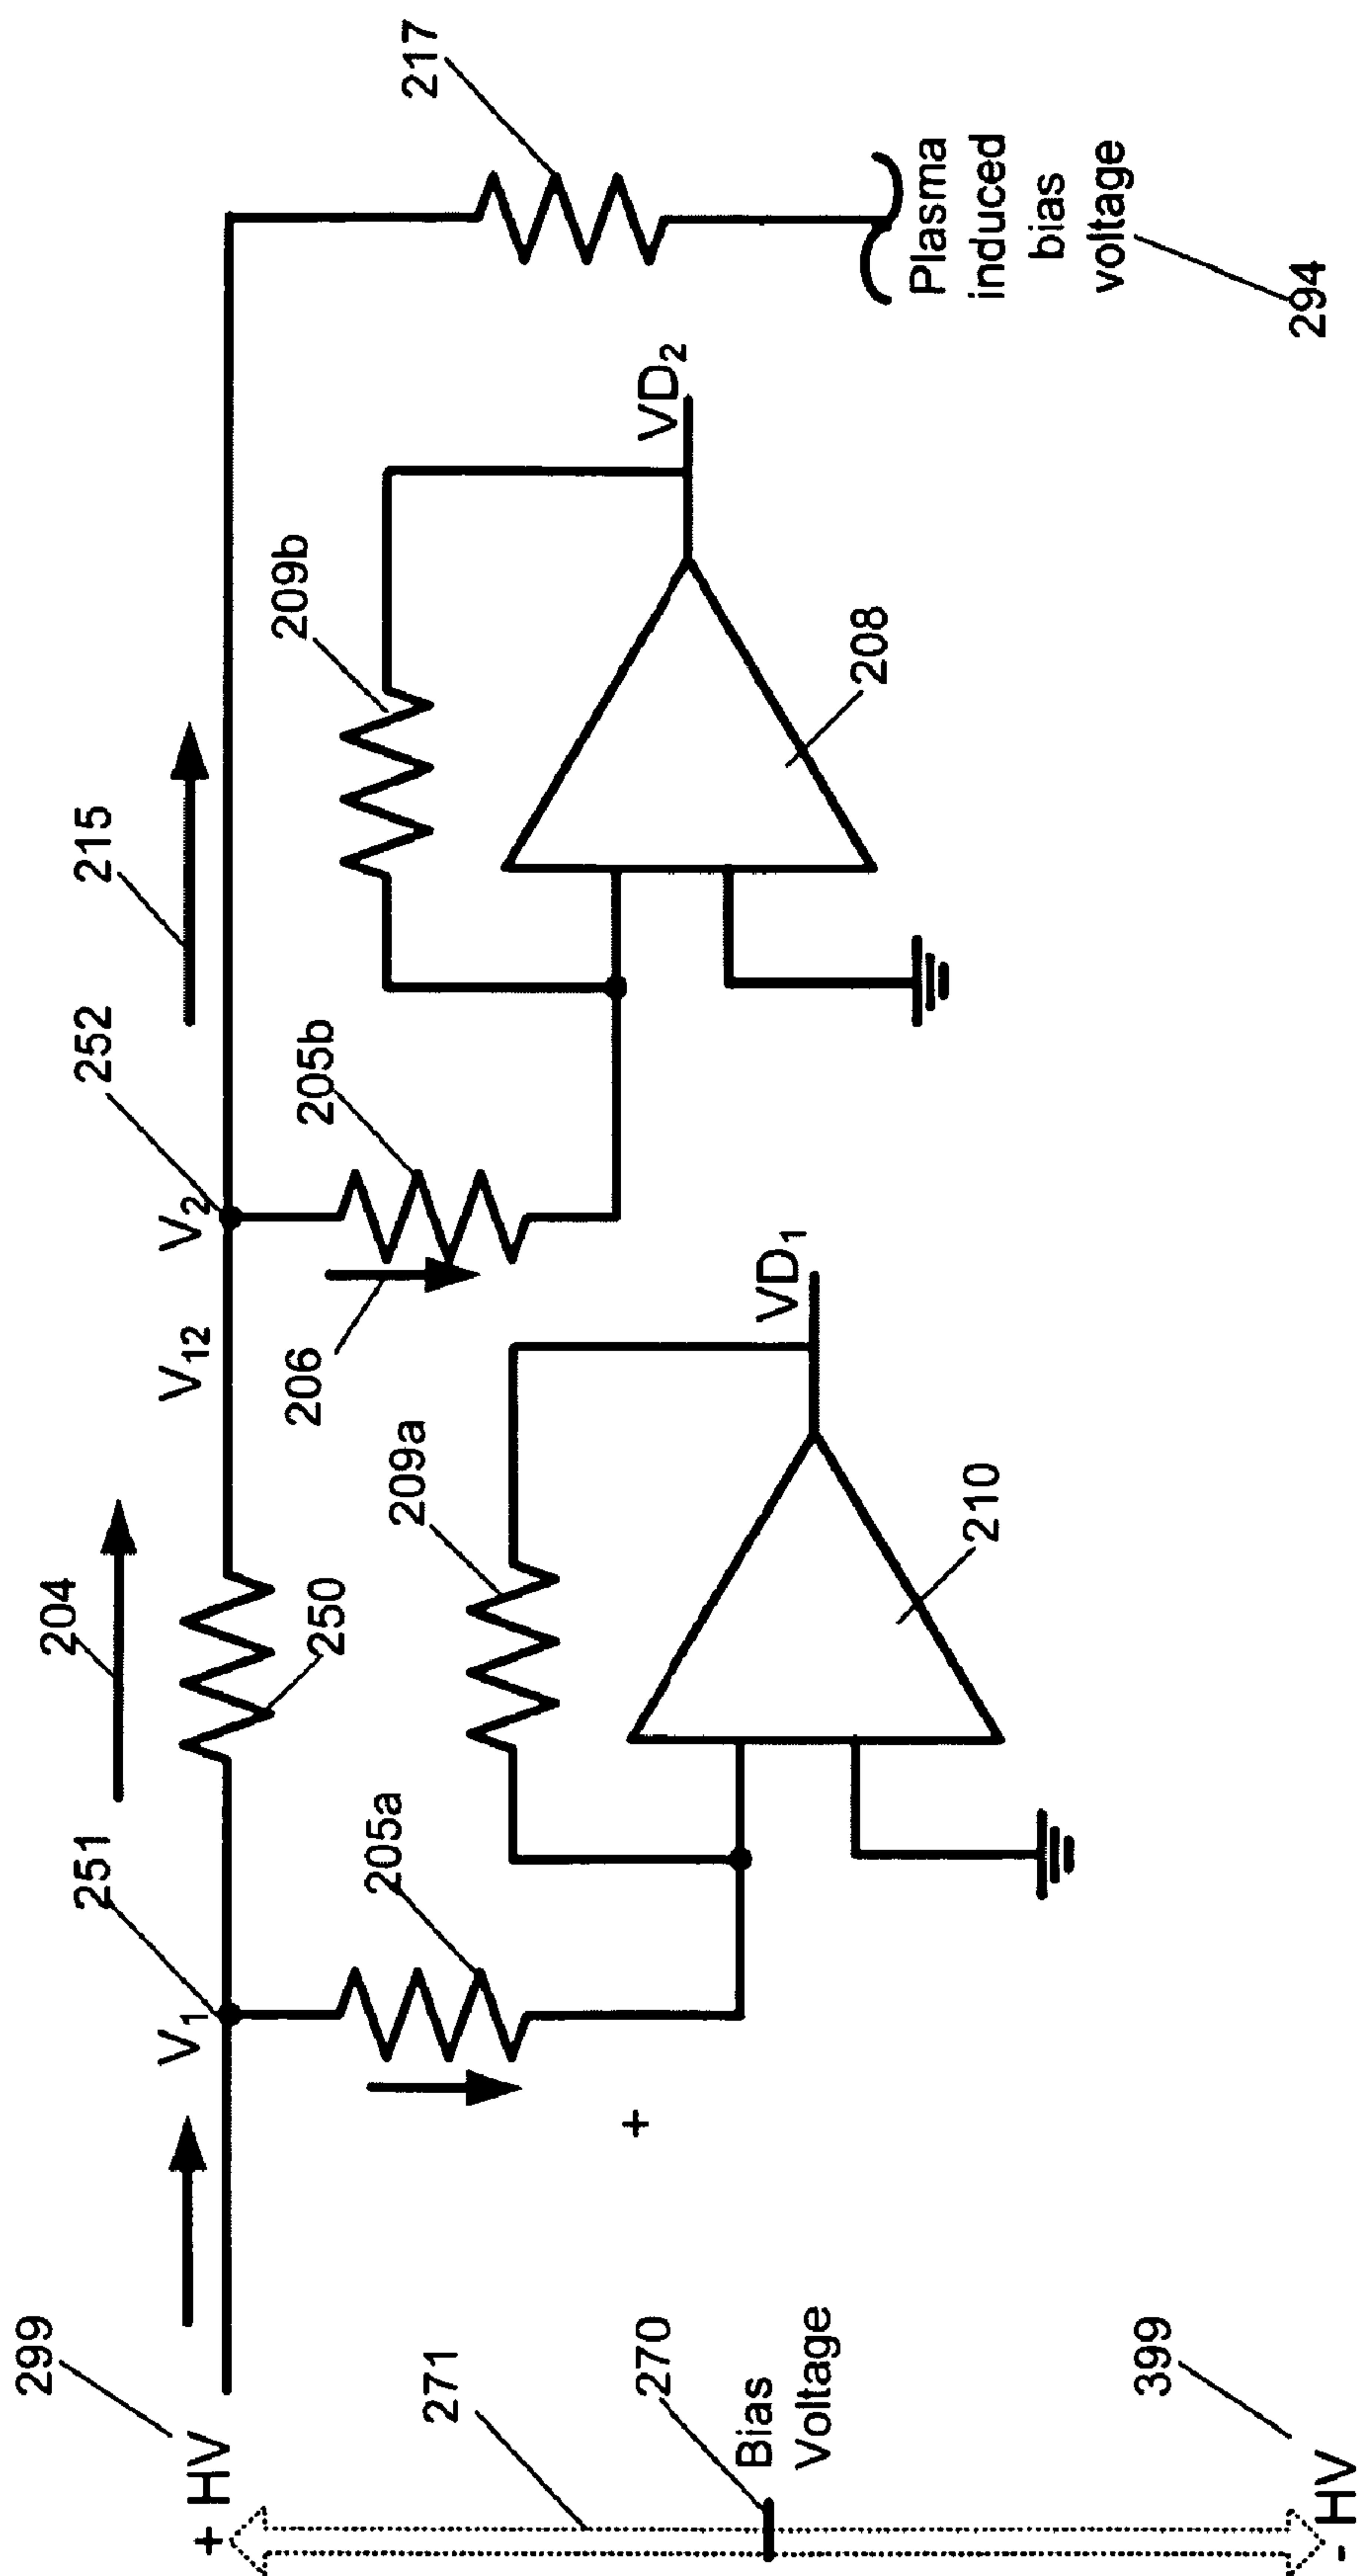 + HV
299
V₁
251
204
250
V₁₂
V₂
252
215
217
205a
209a
206
205b
209b
+
210
VD₁
208
VD₂
Plasma
induced
bias
voltage
294
271
270
Bias
Voltage
399
- HV